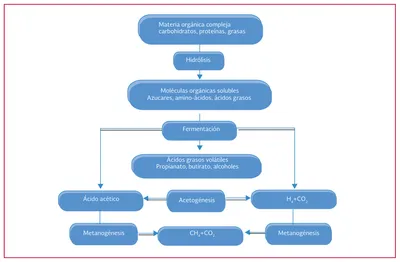 Materia orgánica compleja
carbohidratos, proteínas, grasas
Hidrólisis
Moléculas orgánicas solubles
Azucares, amino-ácidos, ácidos grasos
Fermentación
Ácidos grasos volátiles
Propianato, butirato, alcoholes
Ácido acético
Acetogénesis
H₂+CO₂
Metanogénesis
CH₄+CO₂
Metanogénesis